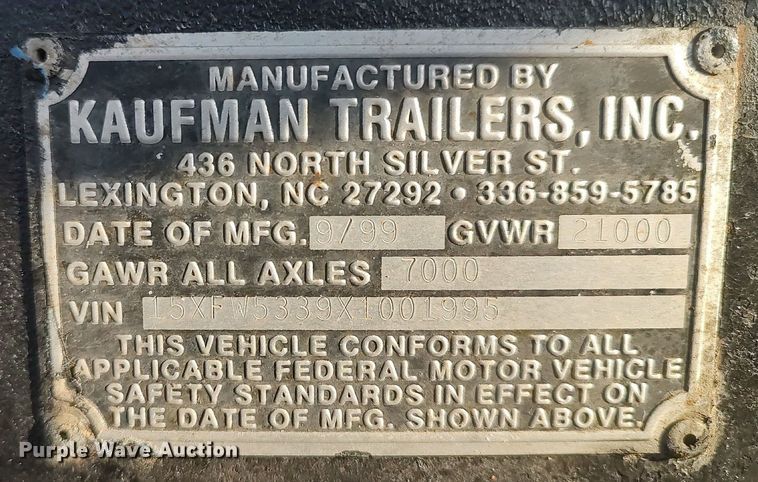 MANUFACTURED BY
KAUFMAN TRAILERS, INC.
436 NORTH SILVER ST.
LEXINGTON, NC 27292 • 336-859-5785
DATE OF MFG. 9/99 GVWR 21000
GAWR ALL AXLES 7000
VIN 15XFW5339X1001995
THIS VEHICLE CONFORMS TO ALL
APPLICABLE FEDERAL MOTOR VEHICLE
SAFETY STANDARDS IN EFFECT ON
THE DATE OF MFG. SHOWN ABOVE.
Purple Wave Auction